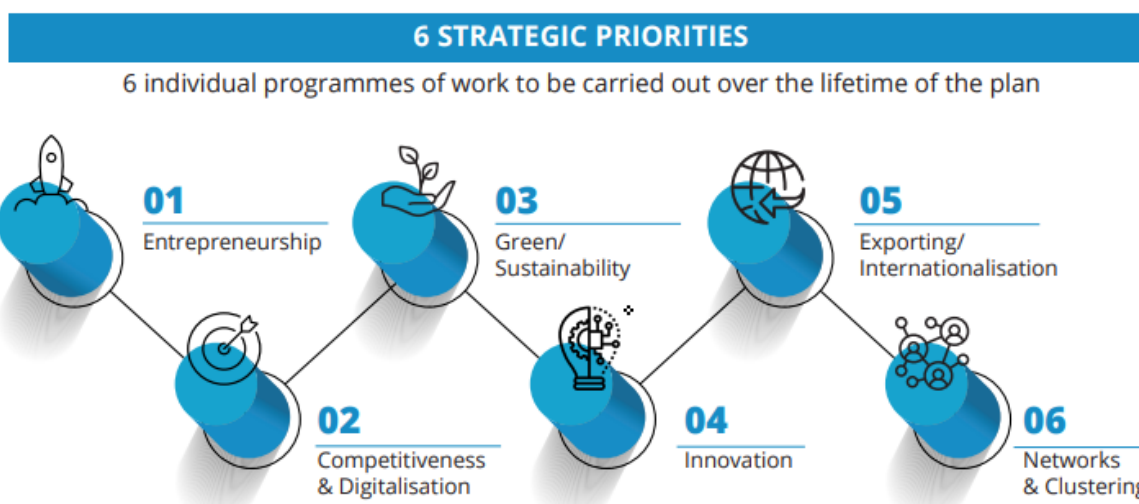 6 STRATEGIC PRIORITIES
6 individual programmes of work to be carried out over the lifetime of the plan
01
Entrepreneurship
02
Competitiveness
& Digitalisation
03
Green/
Sustainability
04
Innovation
05
Exporting/
Internationalisation
06
Networks
& Clustering